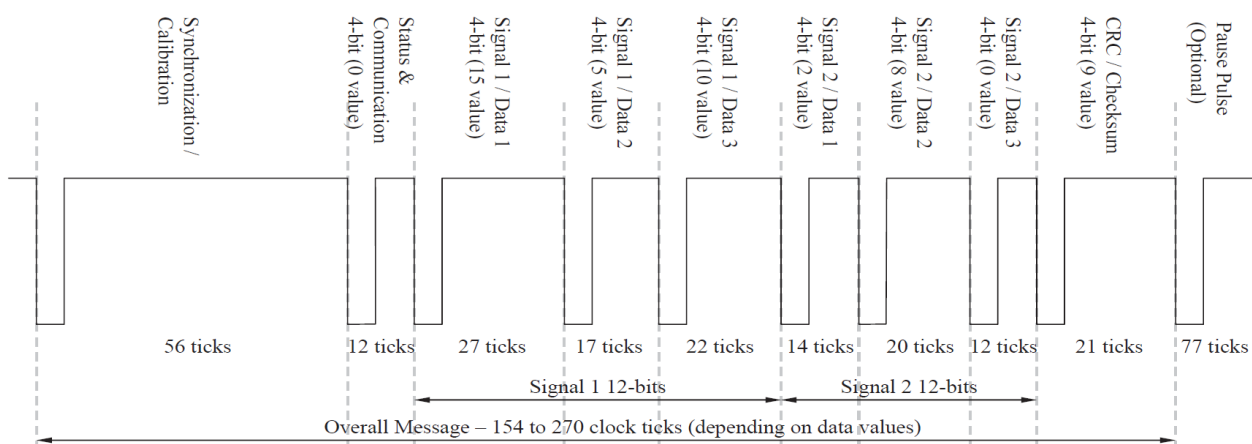 Synchronization /
Calibration
Status &
Communication
4-bit (0 value)
Signal 1 / Data 1
4-bit (15 value)
Signal 1 / Data 2
4-bit (5 value)
Signal 1 / Data 3
4-bit (10 value)
Signal 2 / Data 1
4-bit (2 value)
Signal 2 / Data 2
4-bit (8 value)
Signal 2 / Data 3
4-bit (0 value)
CRC / Checksum
4-bit (9 value)
Pause Pulse
(Optional)
56 ticks
12 ticks
27 ticks
17 ticks
22 ticks
14 ticks
20 ticks
12 ticks
21 ticks
77 ticks
Signal 1 12-bits
Signal 2 12-bits
Overall Message – 154 to 270 clock ticks (depending on data values)